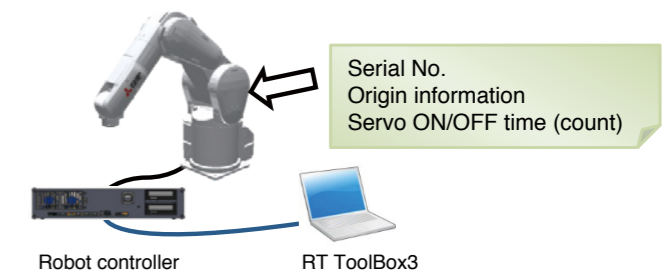 Serial No.
Origin information
Servo ON/OFF time (count)
Robot controller
RT ToolBox3